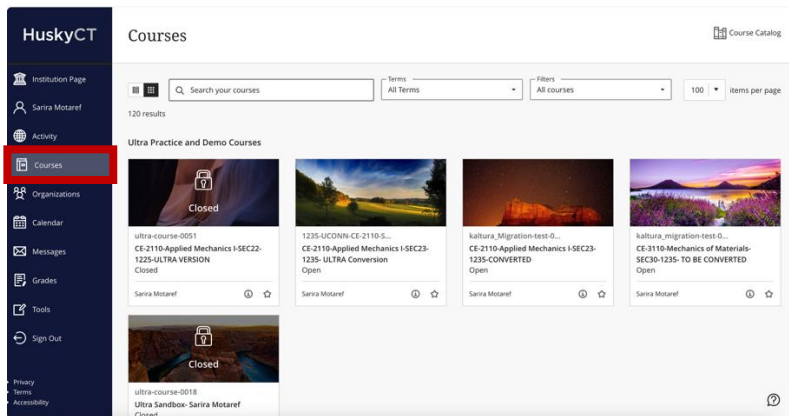 HuskyCT
Institution Page
Sarira Motaref
Activity
Courses
Organizations
Calendar
Messages
Grades
Tools
Sign Out
Privacy
Terms
Accessibility
Courses
Course Catalog
Search your courses
Terms
All Terms
Filters
All courses
100
items per page
120 results
Ultra Practice and Demo Courses
Closed
ultra-course-0051
CE-2110-Applied Mechanics I-SEC22-
1225-ULTRA VERSION
Closed
Sarira Motaref
1235-UCONN-CE-2110-S...
CE-2110-Applied Mechanics I-SEC23-
1235- ULTRA Conversion
Open
Sarira Motaref
kaltura_Migration-test-0...
CE-2110-Applied Mechanics I-SEC23-
1235-CONVERTED
Open
Sarira Motaref
kaltura_migration-test-0...
CE-3110-Mechanics of Materials-
SEC30-1235- TO BE CONVERTED
Open
Sarira Motaref
Closed
ultra-course-0018
Ultra Sandbox- Sarira Motaref
Closed